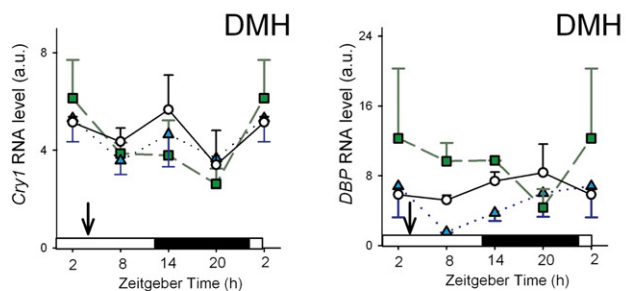 DMH
Cry1 RNA level (a.u.)
8
4
0
2 8 14 20 2
Zeitgeber Time (h)
DMH
DBP RNA level (a.u.)
24
16
8
0
2 8 14 20 2
Zeitgeber Time (h)